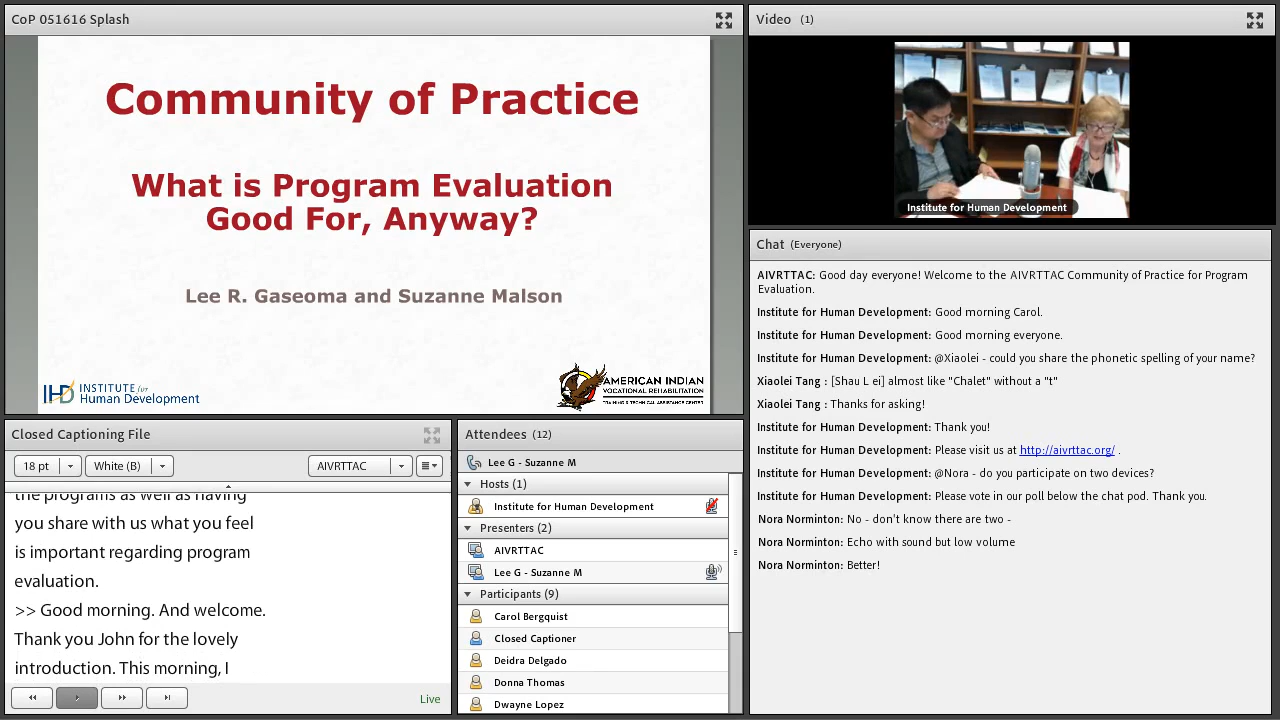 CoP 051616 Splash
Community of Practice
What is Program Evaluation
Good For, Anyway?
Lee R. Gaseoma and Suzanne Malson
IHD INSTITUTE for
Human Development
AMERICAN INDIAN
VOCATIONAL REHABILITATION
TRAINING & TECHNICAL ASSISTANCE CENTER
Video (1)
Institute for Human Development
Chat (Everyone)
AIVRTTAC: Good day everyone! Welcome to the AIVRTTAC Community of Practice for Program
Evaluation.
Institute for Human Development: Good morning Carol.
Institute for Human Development: Good morning everyone.
Institute for Human Development: @Xiaolei - could you share the phonetic spelling of your name?
Xiaolei Tang : [Shau L ei] almost like "Chalet" without a "t"
Xiaolei Tang : Thanks for asking!
Institute for Human Development: Thank you!
Institute for Human Development: Please visit us at http://aivrttac.org/ .
Institute for Human Development: @Nora - do you participate on two devices?
Institute for Human Development: Please vote in our poll below the chat pod. Thank you.
Nora Norminton: No - don't know there are two -
Nora Norminton: Echo with sound but low volume
Nora Norminton: Better!
Closed Captioning File
18 pt
White (B)
AIVRTTAC
the programs as well as having
you share with us what you feel
is important regarding program
evaluation.
>> Good morning. And welcome.
Thank you John for the lovely
introduction. This morning, I
Live
Attendees (12)
Lee G - Suzanne M
Hosts (1)
Institute for Human Development
Presenters (2)
AIVRTTAC
Lee G - Suzanne M
Participants (9)
Carol Bergquist
Closed Captioner
Deidra Delgado
Donna Thomas
Dwayne Lopez